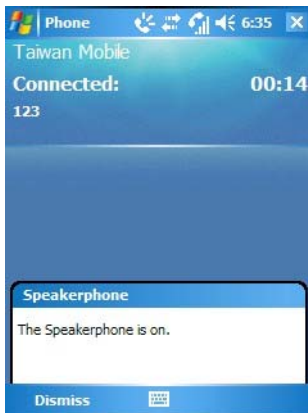 Phone 6:35
Taiwan Mobile
Connected: 00:14
123
Speakerphone
The Speakerphone is on.
Dismiss